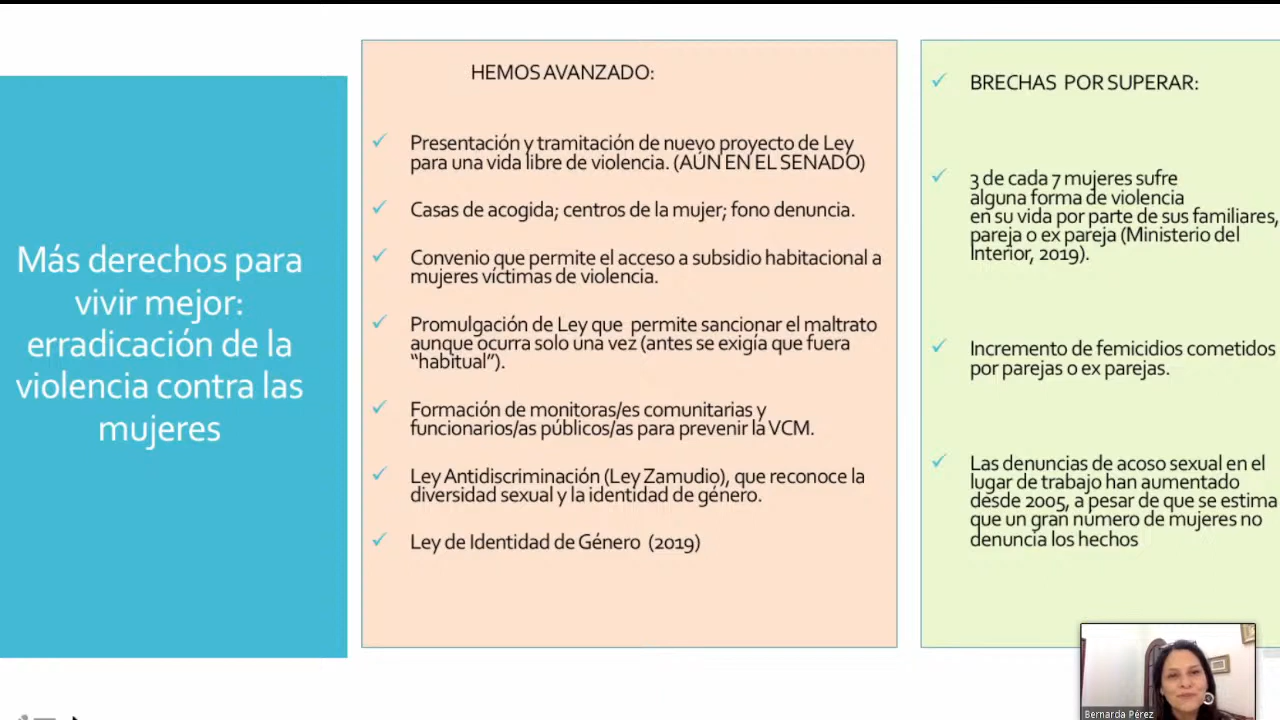 Más derechos para
vivir mejor:
erradicación de la
violencia contra las
mujeres
HEMOS AVANZADO:
Presentación y tramitación de nuevo proyecto de Ley
para una vida libre de violencia. (AÚN EN EL SENADO)
Casas de acogida; centros de la mujer; fono denuncia.
Convenio que permite el acceso a subsidio habitacional a
mujeres víctimas de violencia.
Promulgación de Ley que permite sancionar el maltrato
aunque ocurra solo una vez (antes se exigía que fuera
“habitual”).
Formación de monitoras/es comunitarias y
funcionarios/as públicos/as para prevenir la VCM.
Ley Antidiscriminación (Ley Zamudio), que reconoce la
diversidad sexual y la identidad de género.
Ley de Identidad de Género (2019)
BRECHAS POR SUPERAR:
3 de cada 7 mujeres sufre
alguna forma de violencia
en su vida por parte de sus familiares,
pareja o ex pareja (Ministerio del
Interior, 2019).
Incremento de femicidios cometidos
por parejas o ex parejas.
Las denuncias de acoso sexual en el
lugar de trabajo han aumentado
desde 2005, a pesar de que se estima
que un gran número de mujeres no
denuncia los hechos
Bernarda Pérez